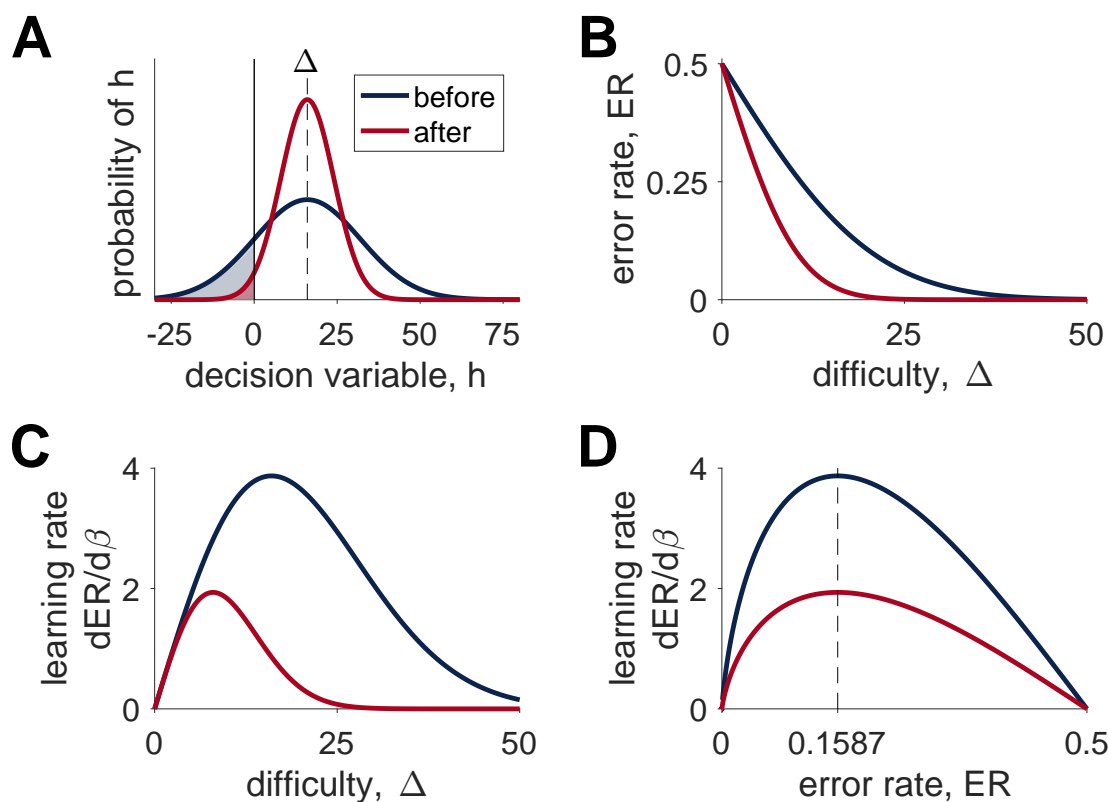 A
probability of h
Δ
before
after
-25 0 25 50 75
decision variable, h
B
error rate, ER
0.5
0.25
0
0 25 50
difficulty, Δ
C
learning rate
dER/dβ
4
2
0
0 25 50
difficulty, Δ
D
learning rate
dER/dβ
4
2
0
0 0.1587 0.5
error rate, ER